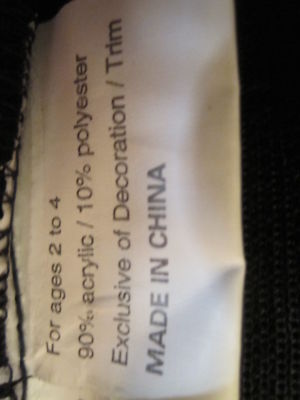 For ages 2 to 4
90% acrylic / 10% polyester
Exclusive of Decoration / Trim
MADE IN CHINA